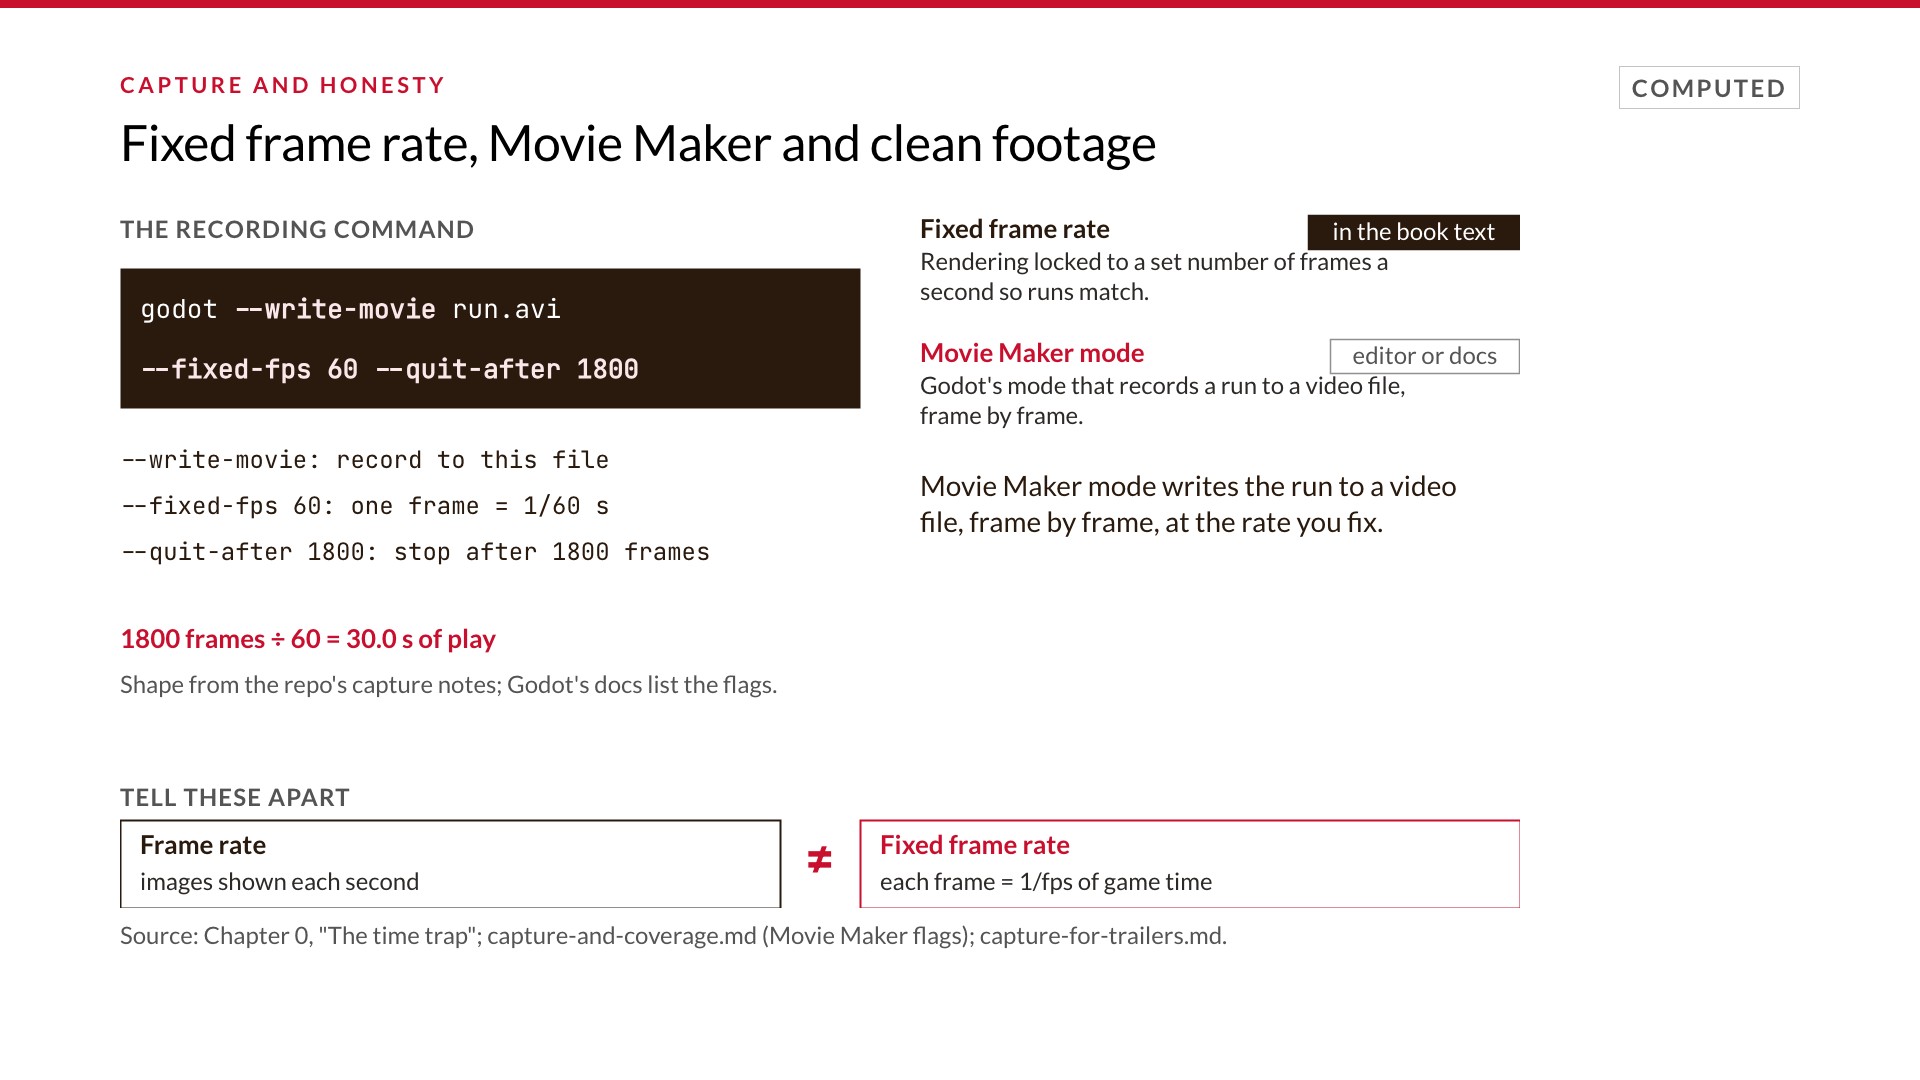 CAPTURE AND HONESTY
COMPUTED
Fixed frame rate, Movie Maker and clean footage
THE RECORDING COMMAND
godot --write-movie run.avi
--fixed-fps 60 --quit-after 1800
--write-movie: record to this file
--fixed-fps 60: one frame = 1/60 s
--quit-after 1800: stop after 1800 frames
1800 frames ÷ 60 = 30.0 s of play
Shape from the repo's capture notes; Godot's docs list the flags.
Fixed frame rate
in the book text
Rendering locked to a set number of frames a
second so runs match.
Movie Maker mode
editor or docs
Godot's mode that records a run to a video file,
frame by frame.
Movie Maker mode writes the run to a video
file, frame by frame, at the rate you fix.
TELL THESE APART
Frame rate
images shown each second
≠
Fixed frame rate
each frame = 1/fps of game time
Source: Chapter 0, "The time trap"; capture-and-coverage.md (Movie Maker flags); capture-for-trailers.md.